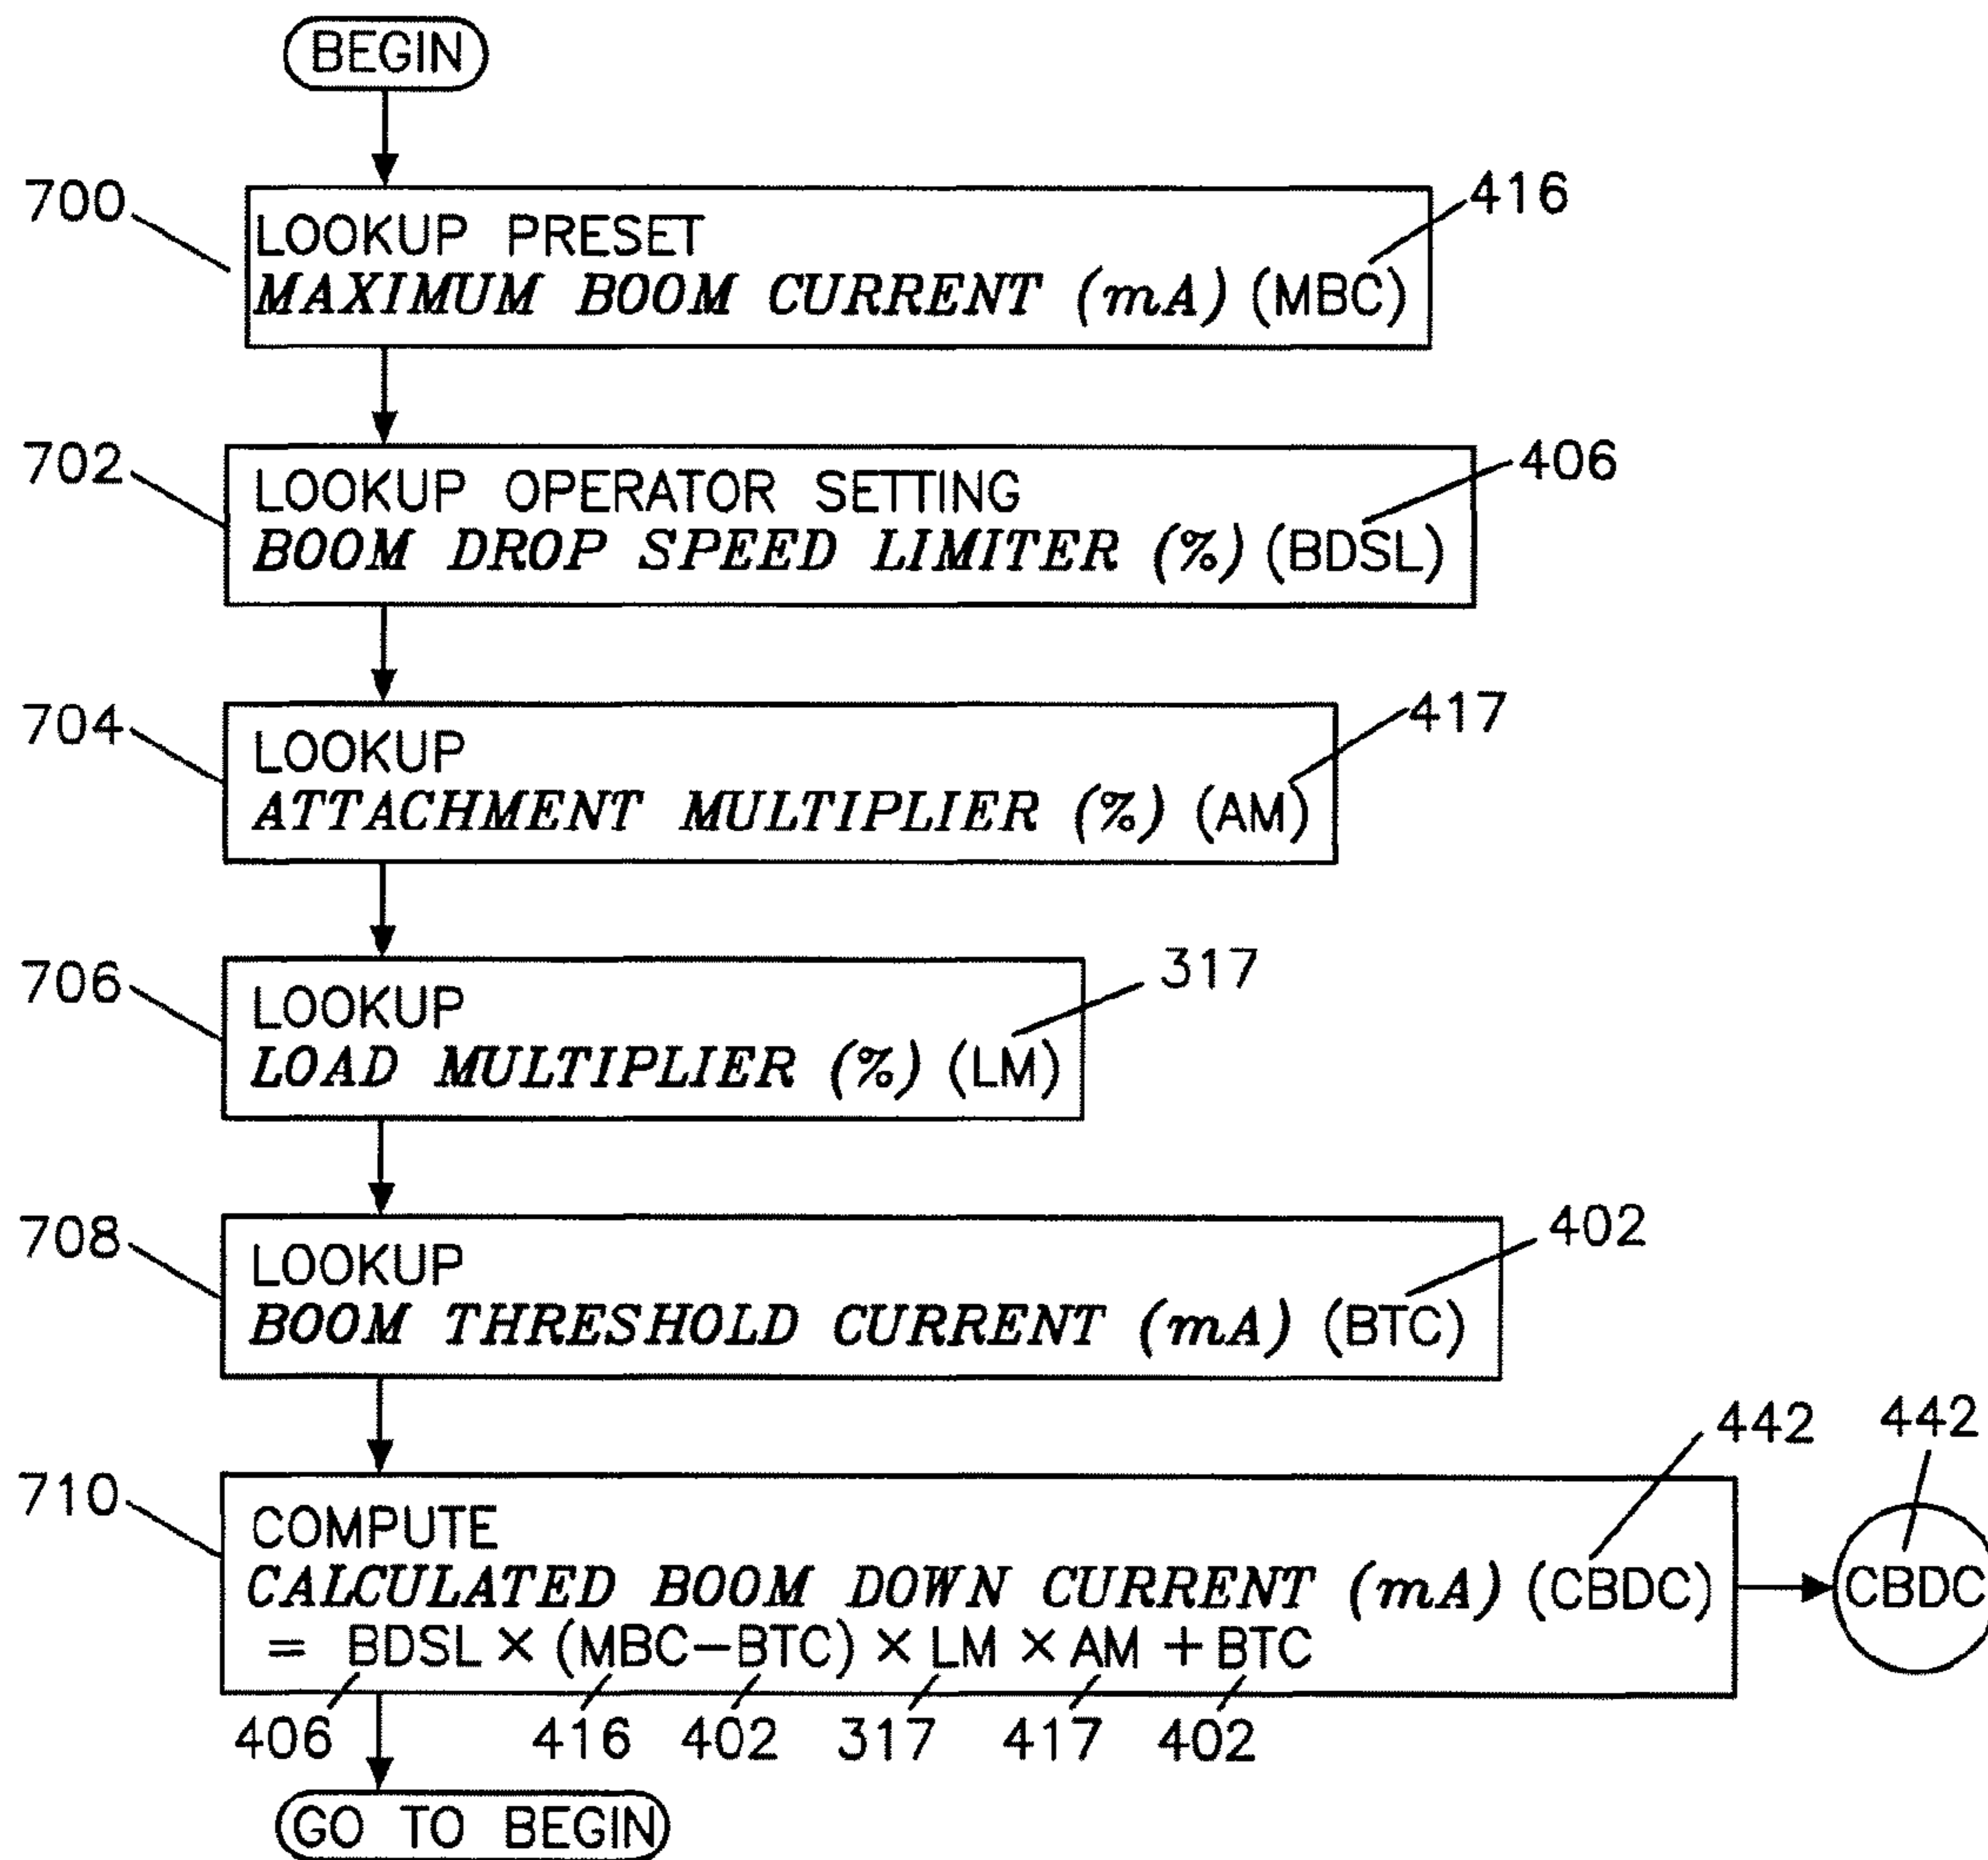 BEGIN
700
416
LOOKUP PRESET
MAXIMUM BOOM CURRENT (mA) (MBC)
702
406
LOOKUP OPERATOR SETTING
BOOM DROP SPEED LIMITER (%) (BDSL)
704
417
LOOKUP
ATTACHMENT MULTIPLIER (%) (AM)
706
317
LOOKUP
LOAD MULTIPLIER (%) (LM)
708
402
LOOKUP
BOOM THRESHOLD CURRENT (mA) (BTC)
710
442
442
COMPUTE
CALCULATED BOOM DOWN CURRENT (mA) (CBDC)
CBDC
= BDSL × (MBC−BTC) × LM × AM + BTC
406 416 402 317 417 402
GO TO BEGIN